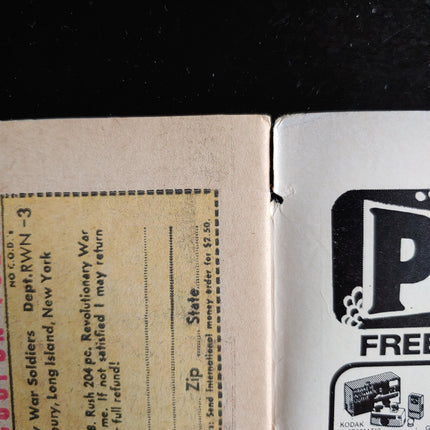 NO C.O.D.'s
y War Soldiers Dept. RWN-3
bury, Long Island, New York
8. Rush 204 pc. Revolutionary War
me. If not satisfied I may return
full refund!
Zip State
: Send international money order for $2.50.
P
FREE
KODAK